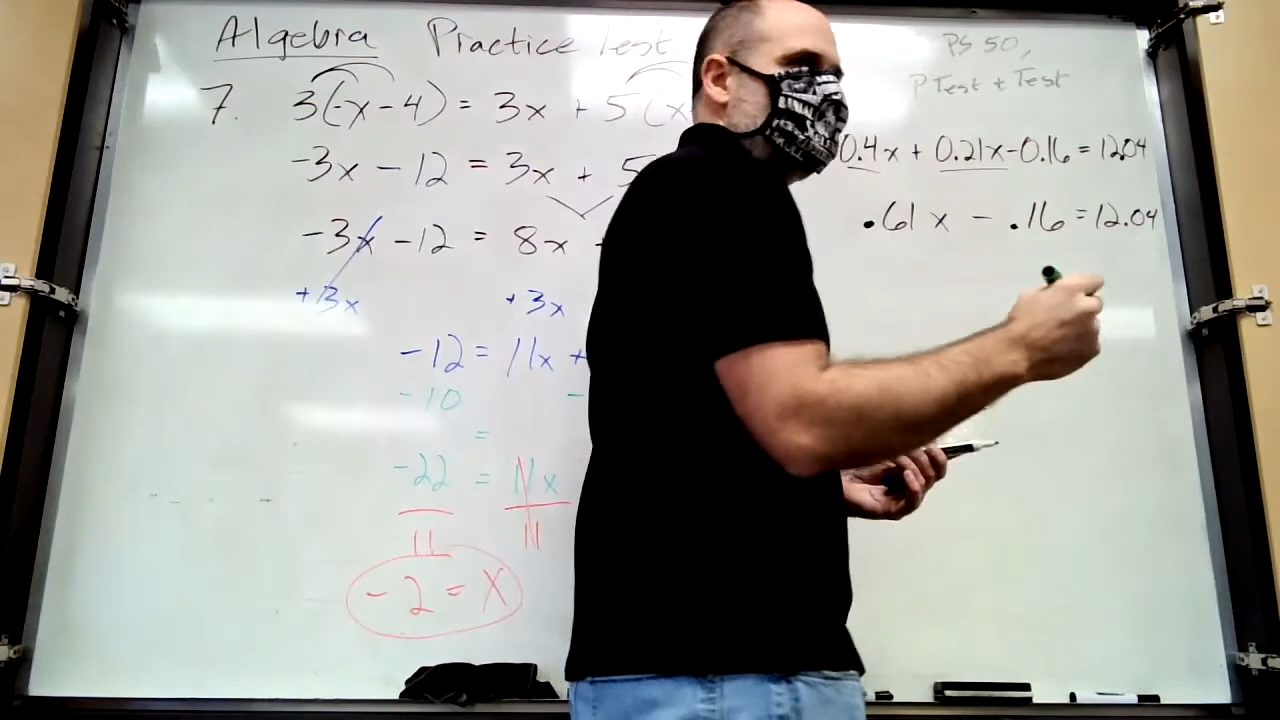 Algebra Practice Test
PS 50,
P Test + Test
7. 3(-x-4) = 3x + 5(x
-3x - 12 = 3x + 5
-3x - 12 = 8x
+3x +3x
-12 = 11x +
-10 -
=
-22 = 11x
11 11
-2 = x
0.4x + 0.21x - 0.16 = 12.04
.61x - .16 = 12.04